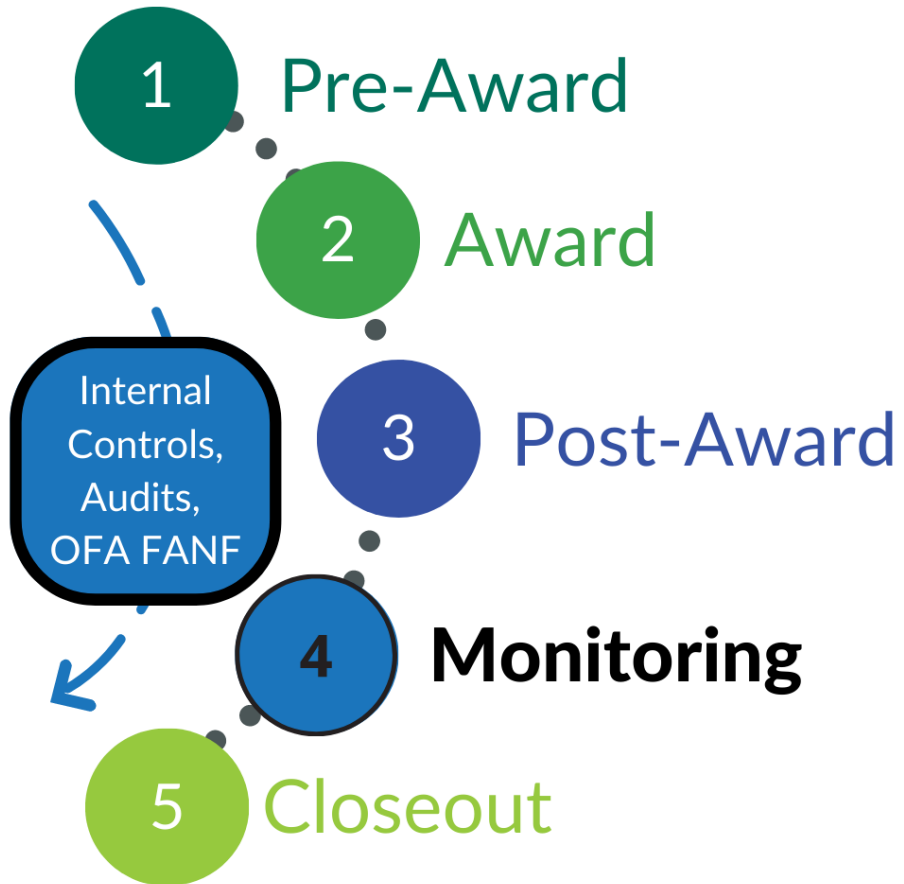 1 Pre-Award
2 Award
Internal
Controls,
Audits,
OFA FANF
3 Post-Award
4 Monitoring
5 Closeout